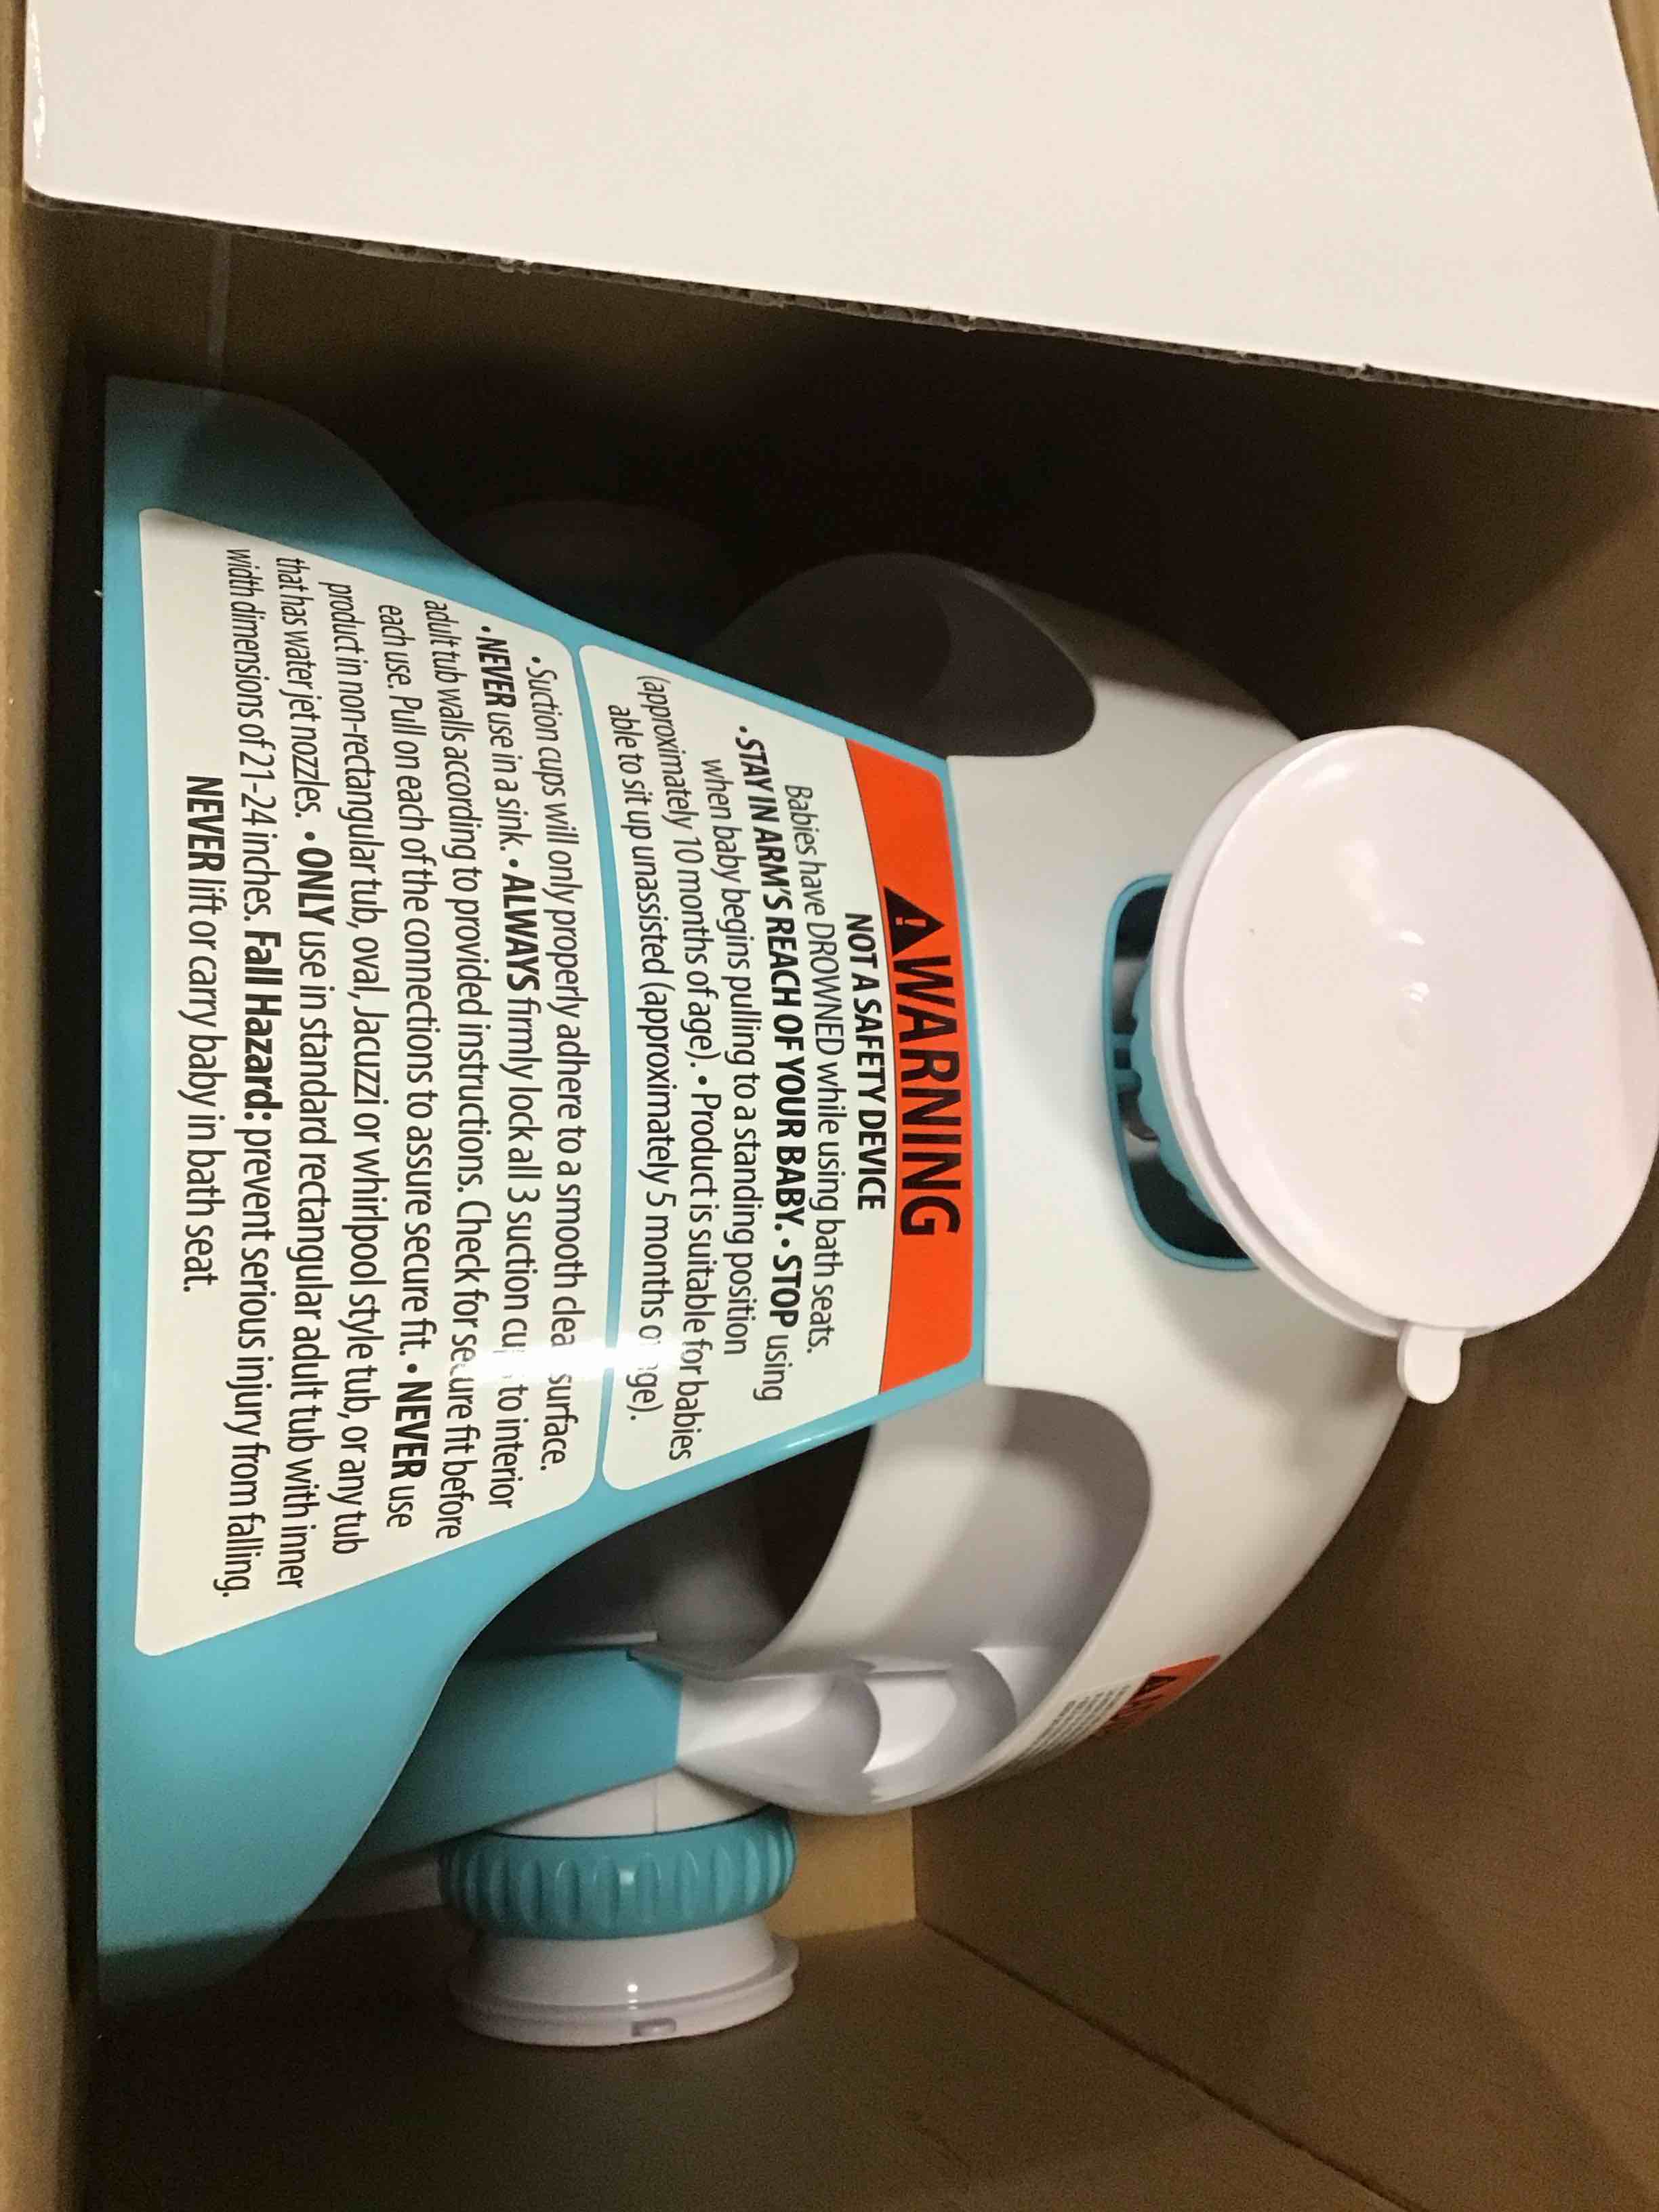 WARNING
NOT A SAFETY DEVICE
Babies have DROWNED while using bath seats.
• STAY IN ARM'S REACH OF YOUR BABY. • STOP using
when baby begins pulling to a standing position
(approximately 10 months of age). • Product is suitable for babies
able to sit up unassisted (approximately 5 months
• Suction cups will only properly adhere to a smooth surface.
• NEVER use in a sink. • ALWAYS firmly lock all 3 suction to interior
adult tub walls according to provided instructions. Check for secure fit before
each use. Pull on each of the connections to assure secure fit. • NEVER use
product in non-rectangular tub, oval, Jacuzzi or whirlpool style tub, or any tub
that has water jet nozzles. • ONLY use in standard rectangular adult tub with inner
width dimensions of 21-24 inches. Fall Hazard: prevent serious injury from falling.
NEVER lift or carry baby in bath seat.